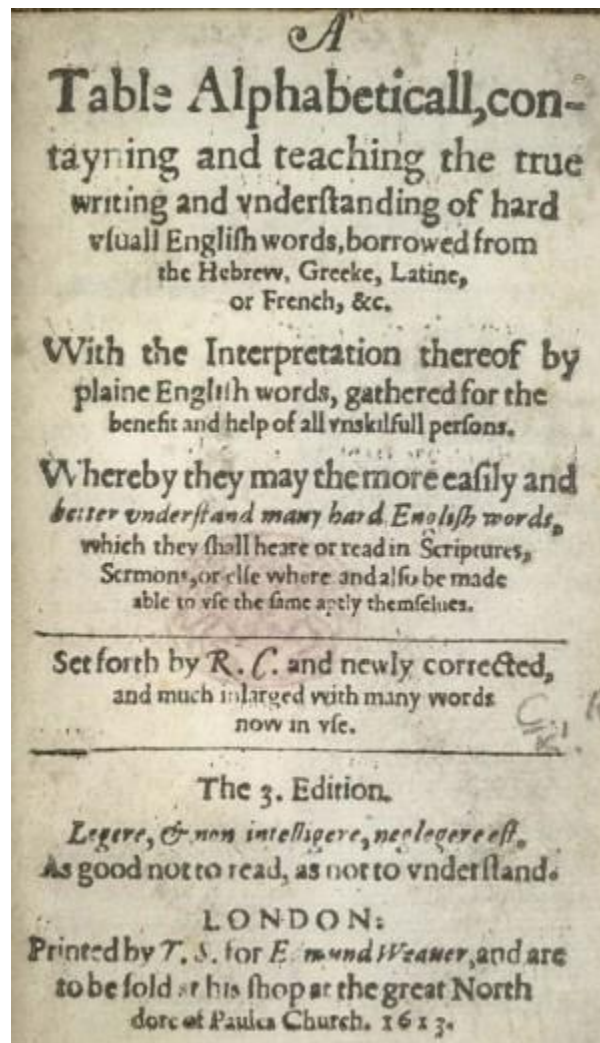 A
Table Alphabeticall, con-
tayning and teaching the true
writing and vnderſtanding of hard
vſuall Engliſh words, borrowed from
the Hebrew, Greeke, Latine,
or French, &c.
With the Interpretation thereof by
plaine Engliſh words, gathered for the
benefit and help of all vnskilfull perſons.
Whereby they may the more eaſily and
better vnderſtand many hard Engliſh words,
which they ſhall heare or read in Scriptures,
Sermons, or elſe where and alſo be made
able to vſe the ſame aptly themſelues.
Set forth by R. C. and newly corrected,
and much inlarged with many words
now in vſe.
The 3. Edition.
Legere, & non intelligere, neglegere eſt.
As good not to read, as not to vnderſtand.
LONDON:
Printed by T. S. for Edmund Weauer, and are
to be ſold at his ſhop at the great North
dore of Paules Church. 1613.